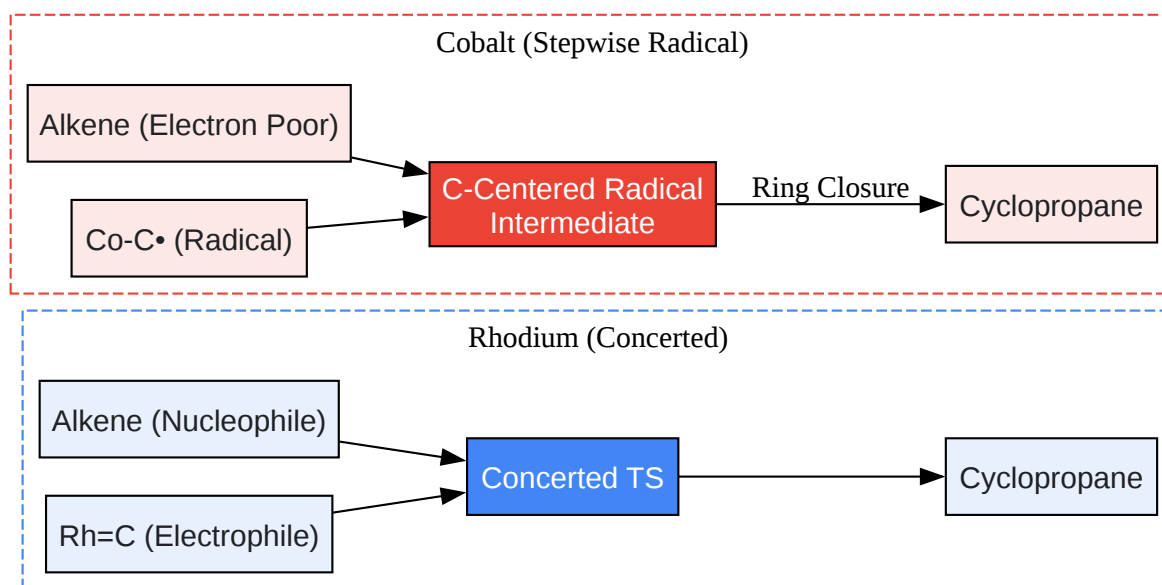 Cobalt (Stepwise Radical)
Alkene (Electron Poor)
Co-C• (Radical)
C-Centered Radical
Intermediate
Ring Closure
Cyclopropane
Rhodium (Concerted)
Alkene (Nucleophile)
Rh=C (Electrophile)
Concerted TS
Cyclopropane